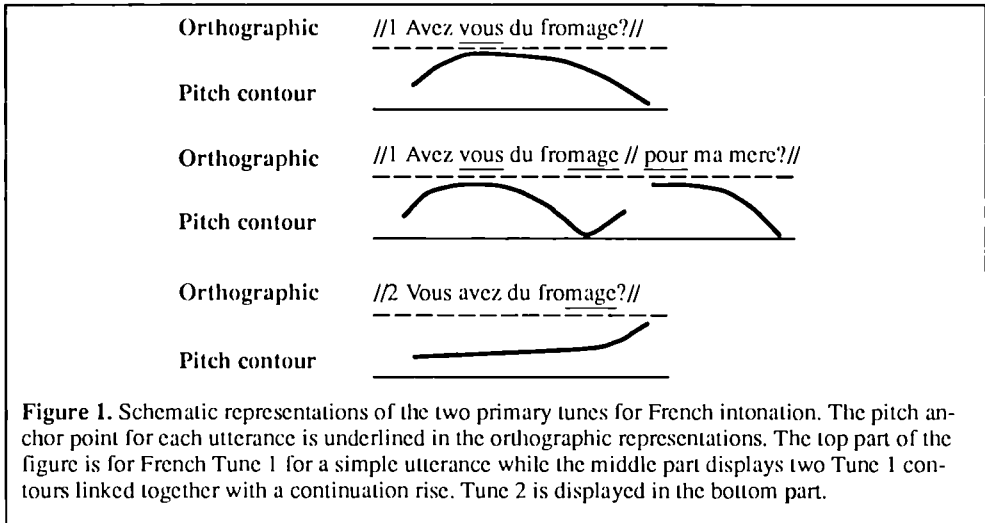 Orthographic //1 Avez vous du fromage?//
Pitch contour
Orthographic //1 Avez vous du fromage // pour ma mere?//
Pitch contour
Orthographic //2 Vous avez du fromage?//
Pitch contour
Figure 1. Schematic representations of the two primary tunes for French intonation. The pitch an-
chor point for each utterance is underlined in the orthographic representations. The top part of the
figure is for French Tune 1 for a simple utterance while the middle part displays two Tune 1 con-
tours linked together with a continuation rise. Tune 2 is displayed in the bottom part.